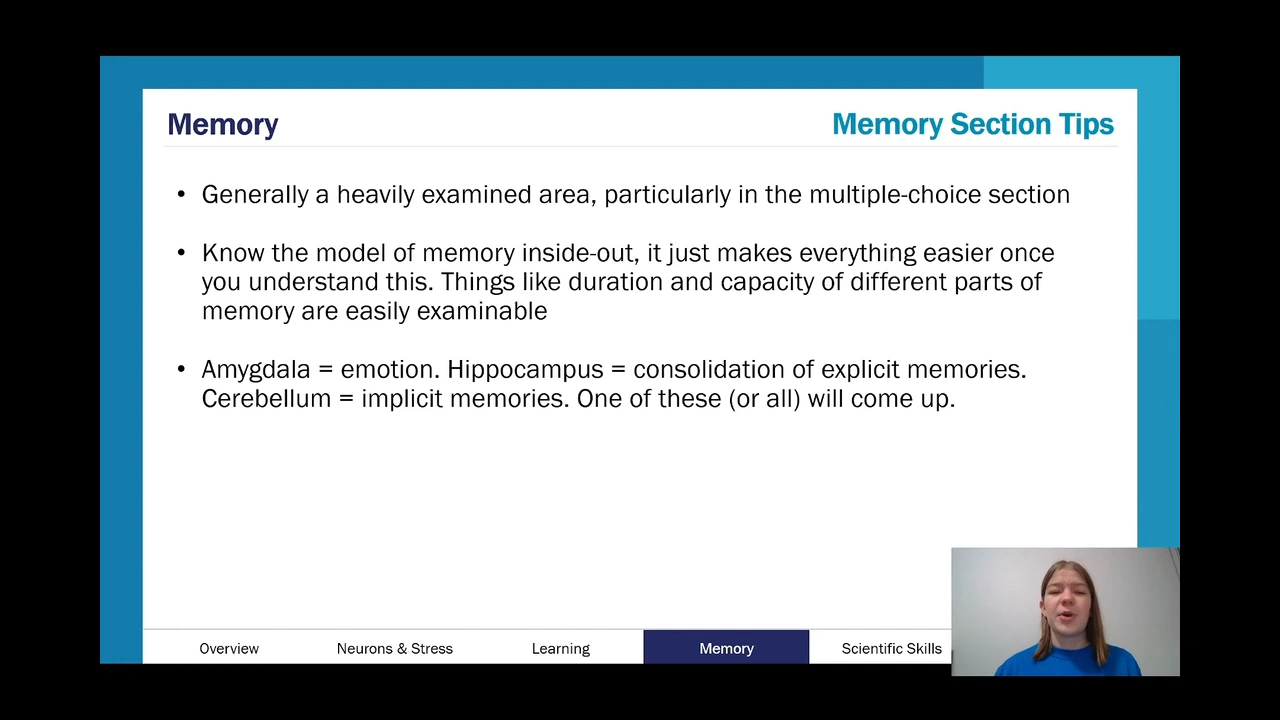 Memory
Memory Section Tips
• Generally a heavily examined area, particularly in the multiple-choice section
• Know the model of memory inside-out, it just makes everything easier once
you understand this. Things like duration and capacity of different parts of
memory are easily examinable
• Amygdala = emotion. Hippocampus = consolidation of explicit memories.
Cerebellum = implicit memories. One of these (or all) will come up.
Overview
Neurons & Stress
Learning
Memory
Scientific Skills